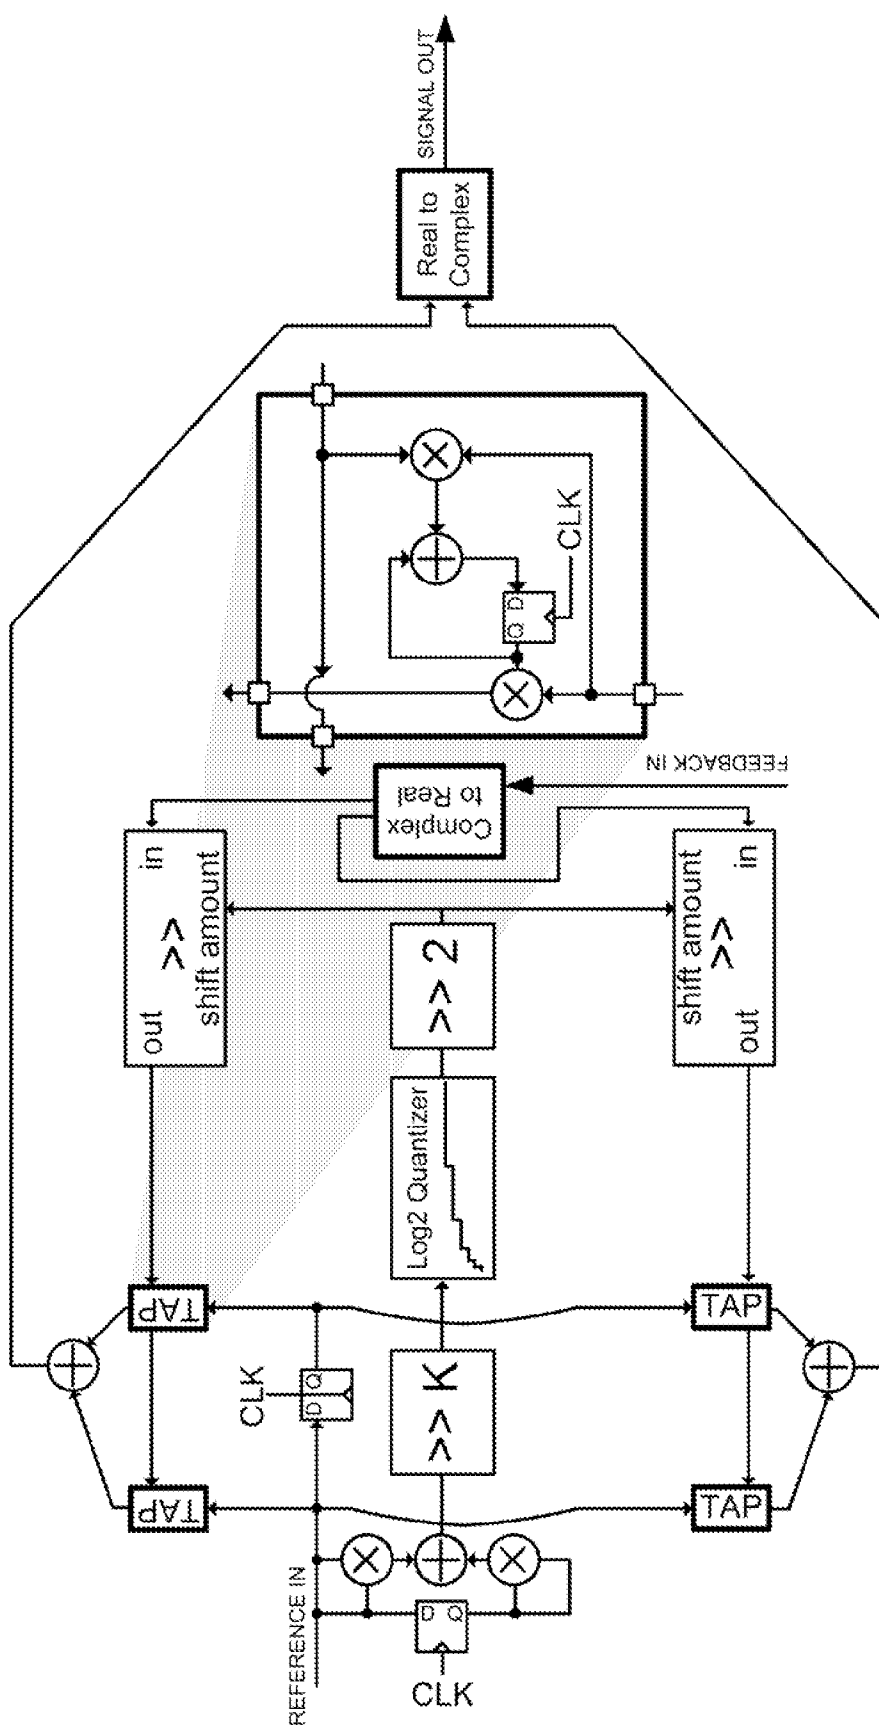 SIGNAL OUT
Real to
Complex
CLK
D
Q
FEEDBACK IN
Complex
to Real
in
>>
shift amount
out
shift amount
>>
in
out
>> 2
Log2 Quantizer
>> K
TAP
TAP
TAP
TAP
CLK
D Q
REFERENCE IN
D Q
CLK